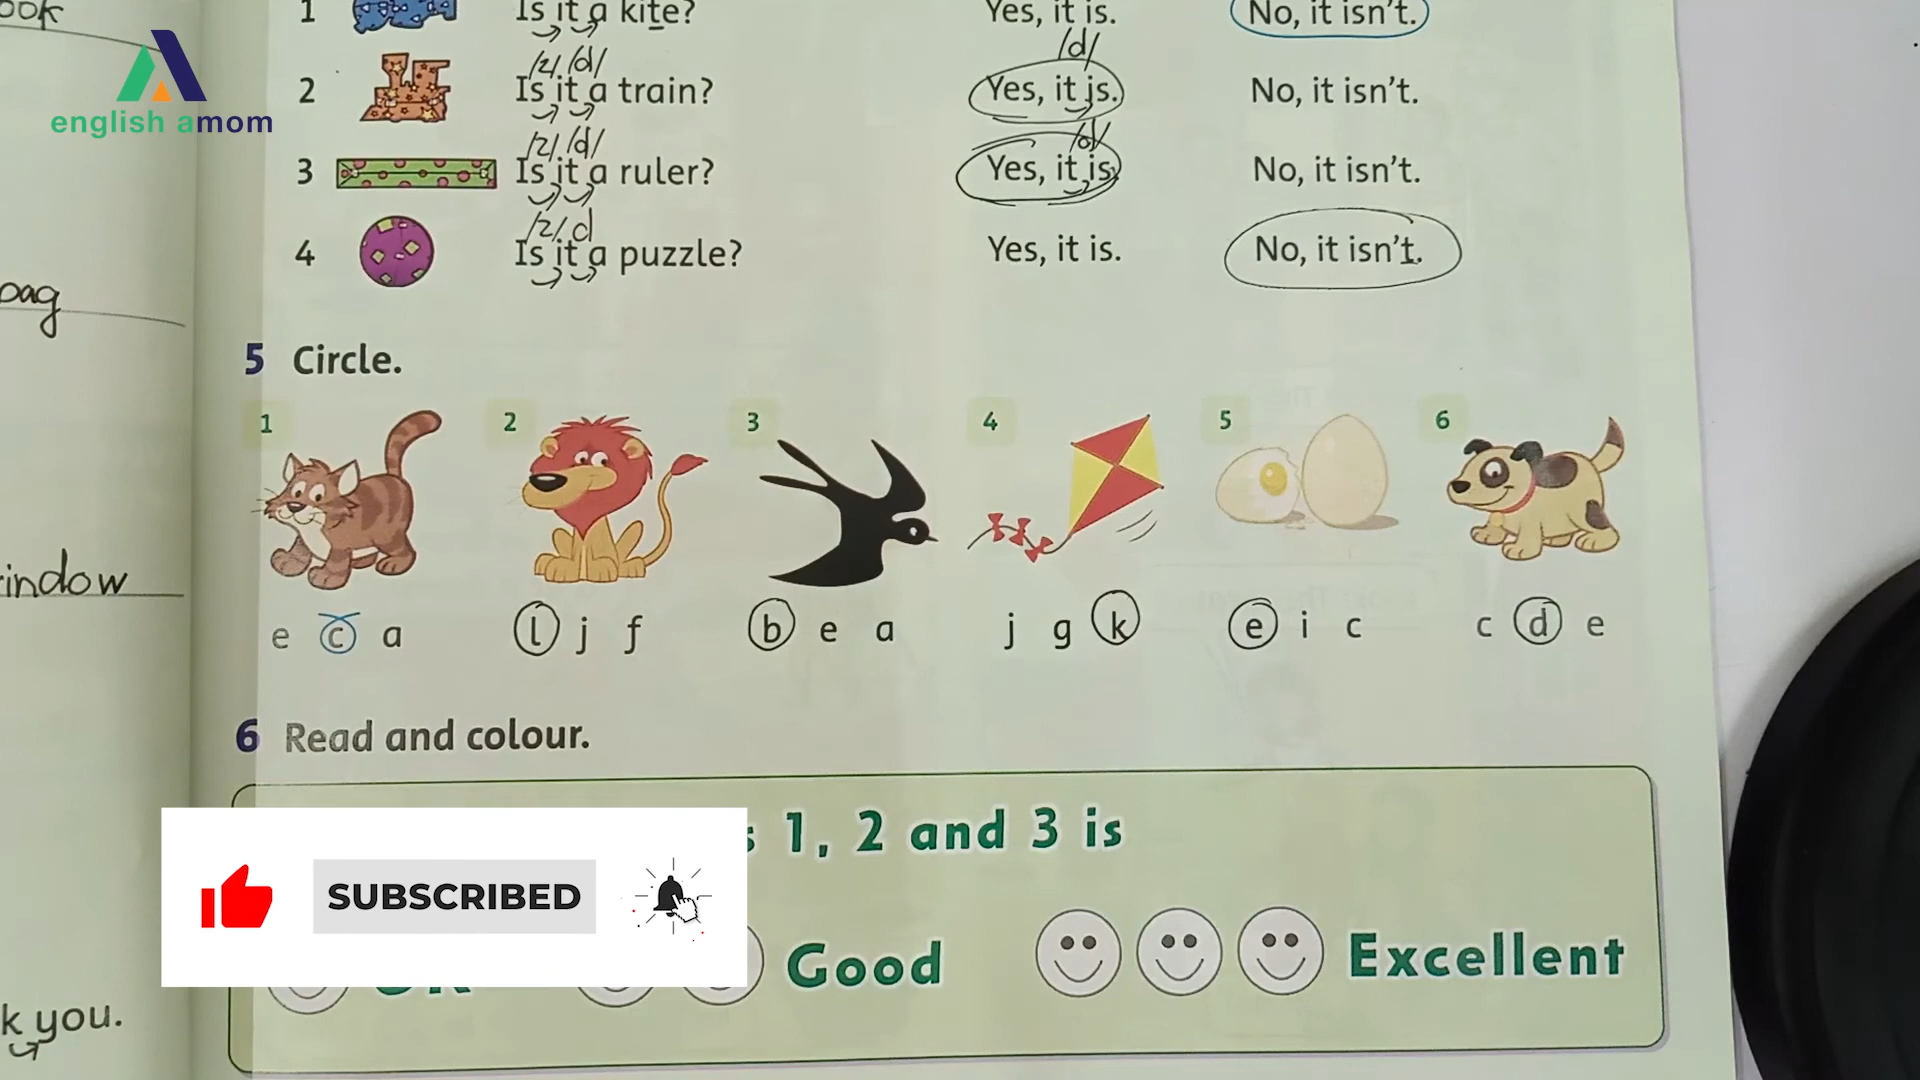 1 Is it a kite? Yes, it is. No, it isn't.
/z/ /d/ /d/
2 Is it a train? Yes, it is. No, it isn't.
/z/ /d/ /d/
3 Is it a ruler? Yes, it is. No, it isn't.
/z/ d
4 Is it a puzzle? Yes, it is. No, it isn't.
5 Circle.
1 2 3 4 5 6
e c a l j f b e a j g k e i c c d e
6 Read and colour.
1, 2 and 3 is
Good Excellent
k you.
english amom
SUBSCRIBED